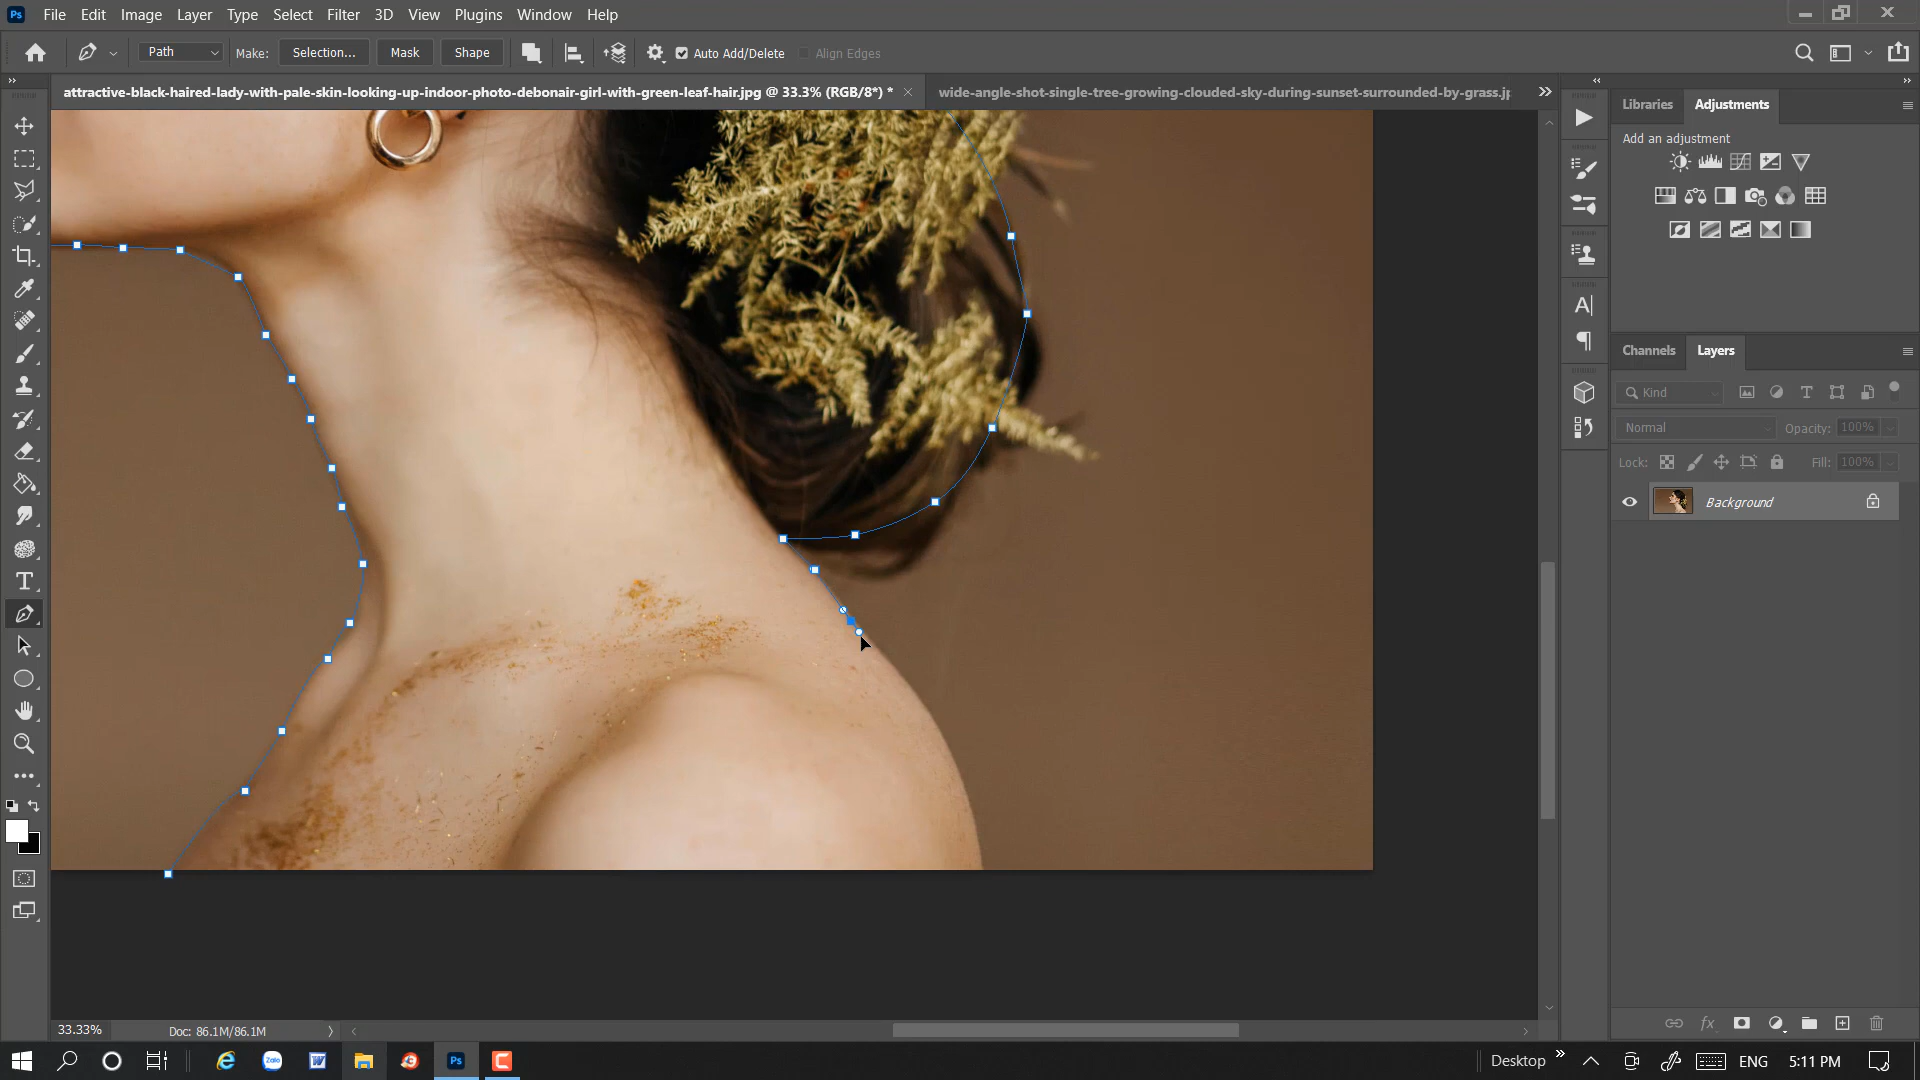 Ps File Edit Image Layer Type Select Filter 3D View Plugins Window Help
Path Make: Selection... Mask Shape Auto Add/Delete Align Edges
attractive-black-haired-lady-with-pale-skin-looking-up-indoor-photo-debonair-girl-with-green-leaf-hair.jpg @ 33.3% (RGB/8*) *
wide-angle-shot-single-tree-growing-clouded-sky-during-sunset-surrounded-by-grass.jp
Libraries Adjustments
Add an adjustment
Channels Layers
Kind
Normal Opacity: 100%
Lock: Fill: 100%
Background
33.33% Doc: 86.1M/86.1M
Zalo Ps Desktop ENG 5:11 PM